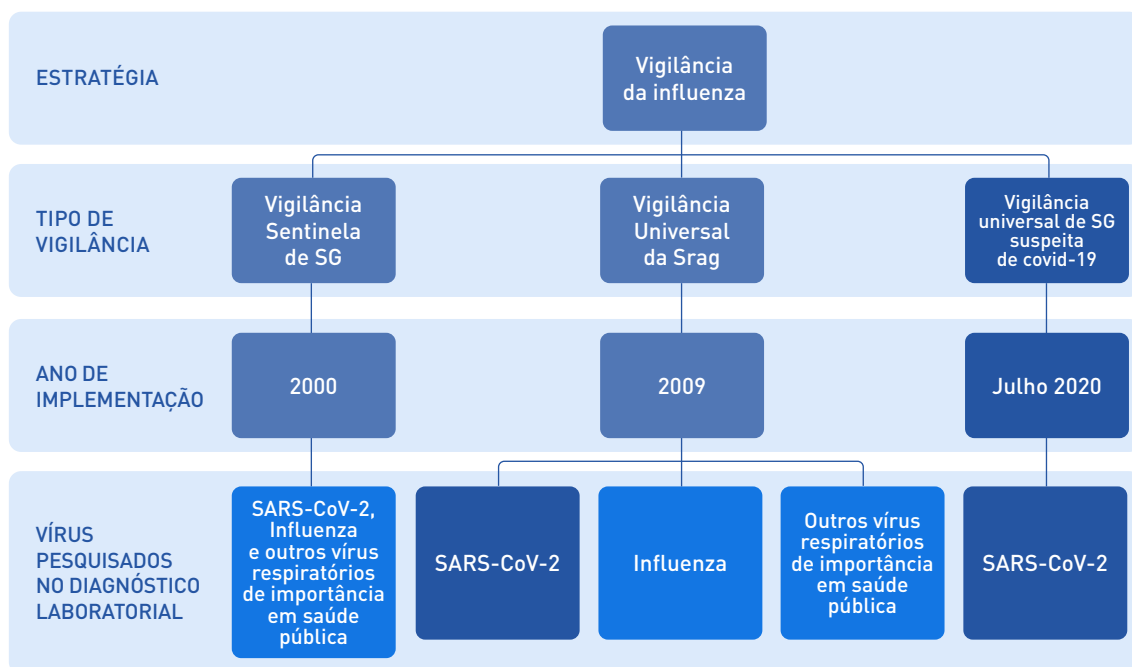 ESTRATÉGIA
Vigilância
da influenza
TIPO DE
VIGILÂNCIA
Vigilância
Sentinela
de SG
Vigilância
Universal
da Srag
Vigilância
universal de SG
suspeita
de covid-19
ANO DE
IMPLEMENTAÇÃO
2000
2009
Julho 2020
VÍRUS
PESQUISADOS
NO DIAGNÓSTICO
LABORATORIAL
SARS-CoV-2,
Influenza
e outros vírus
respiratórios
de importância
em saúde
pública
SARS-CoV-2
Influenza
Outros vírus
respiratórios
de importância
em saúde
pública
SARS-CoV-2